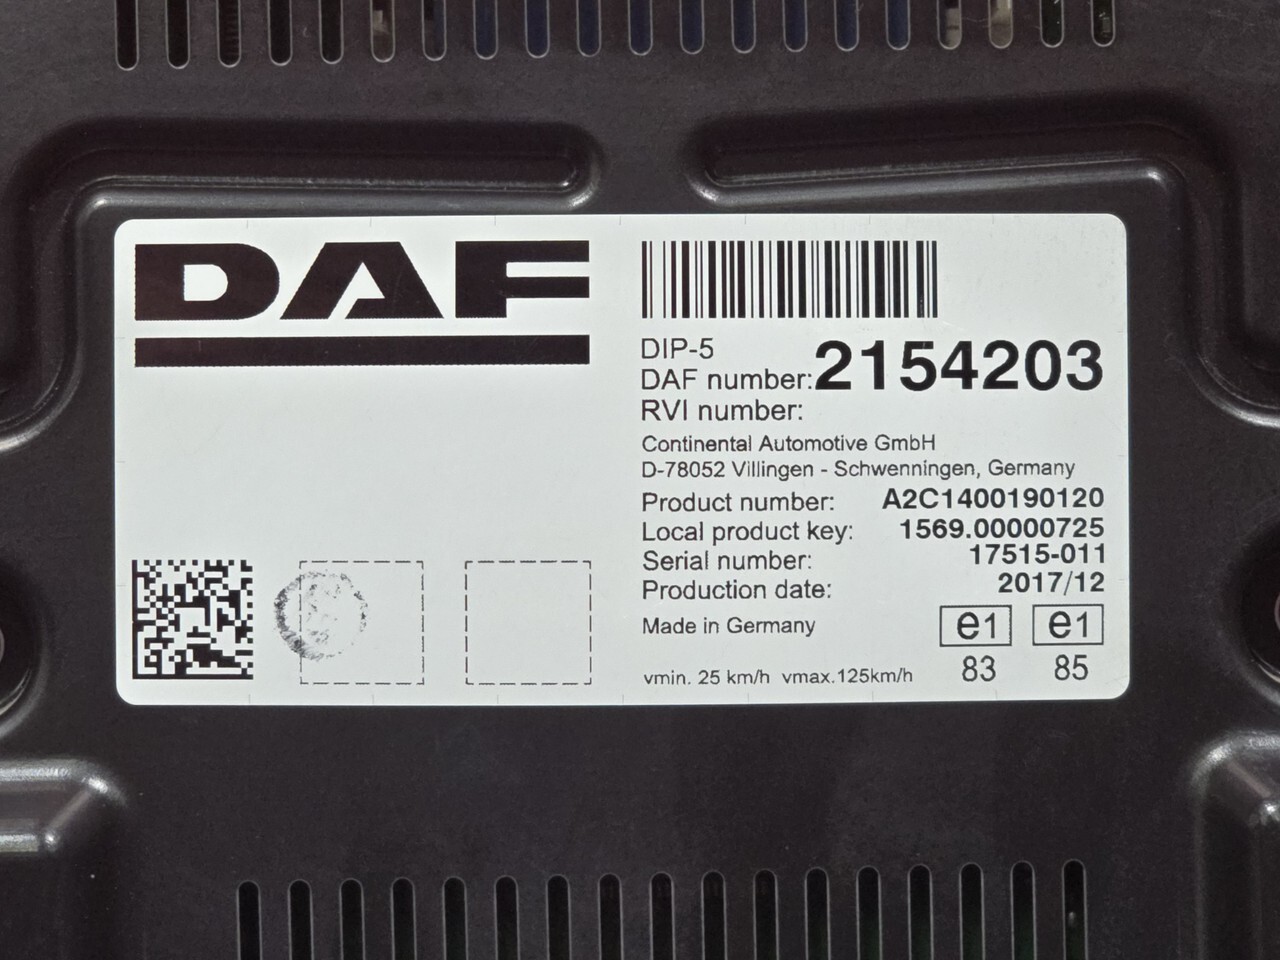 DAF
DIP-5
DAF number: 2154203
RVI number:
Continental Automotive GmbH
D-78052 Villingen - Schwenningen, Germany
Product number: A2C1400190120
Local product key: 1569.00000725
Serial number: 17515-011
Production date: 2017/12
Made in Germany e1 e1
83 85
vmin. 25 km/h vmax.125km/h